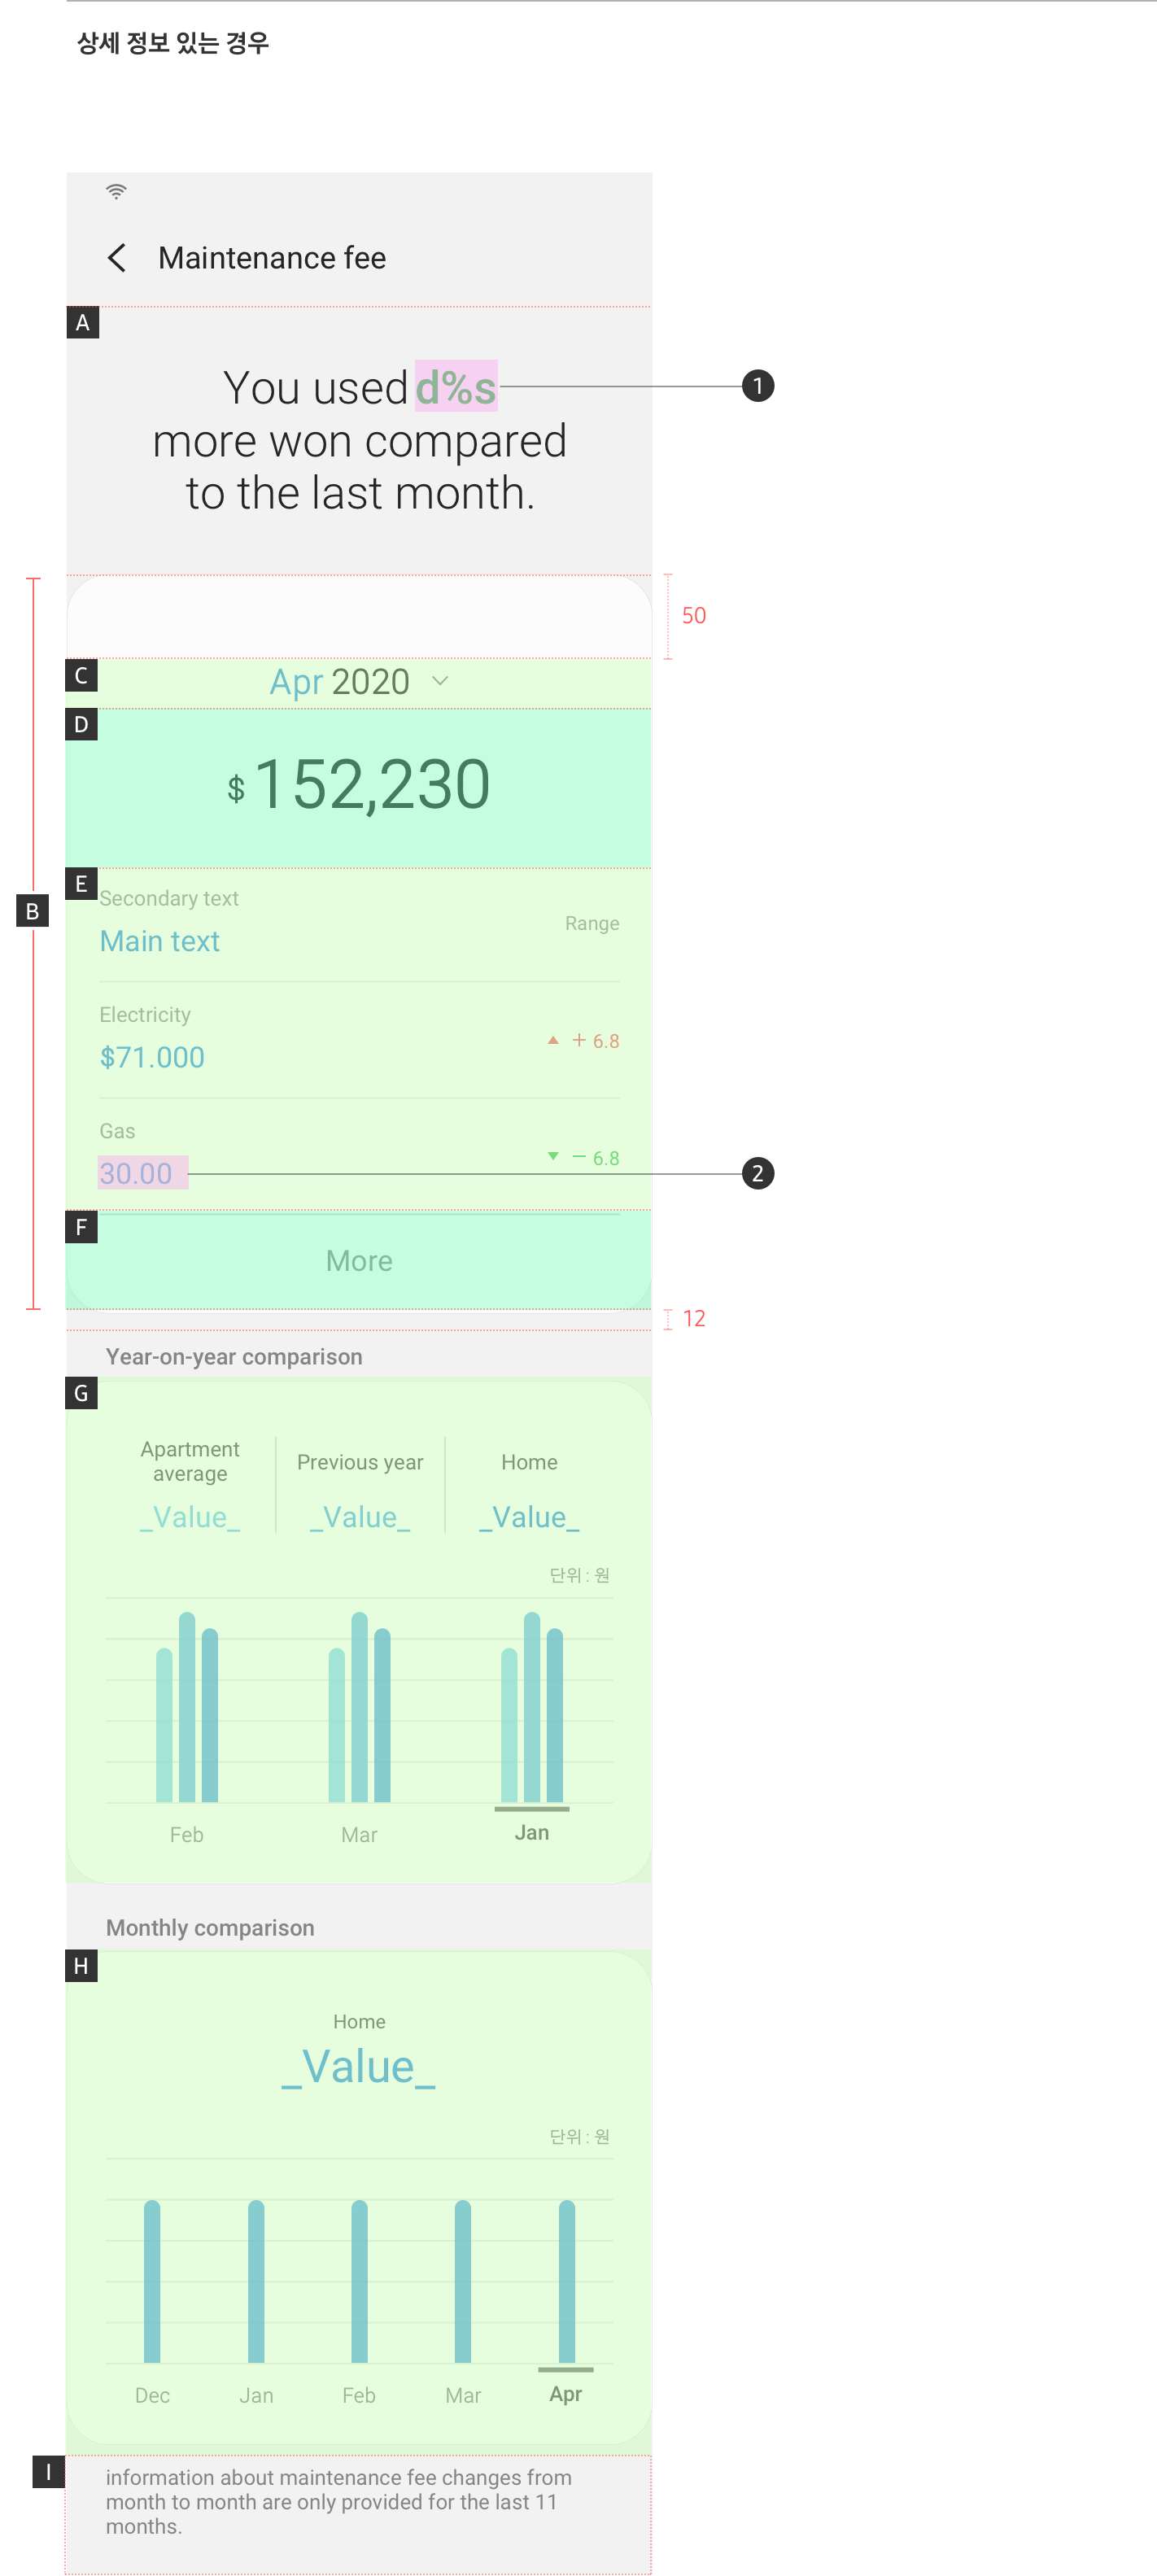 상세 정보 있는 경우
Maintenance fee
A
You used d%s
1
more won compared
to the last month.
50
C
Apr 2020
D
$ 152,230
E
Secondary text
Range
B
Main text
Electricity
+ 6.8
$71.000
Gas
− 6.8
30.00
2
F
More
12
Year-on-year comparison
G
Apartment
average
Previous year
Home
_Value_
_Value_
_Value_
단위 : 원
Feb
Mar
Jan
Monthly comparison
H
Home
_Value_
단위 : 원
Dec
Jan
Feb
Mar
Apr
I
information about maintenance fee changes from
month to month are only provided for the last 11
months.